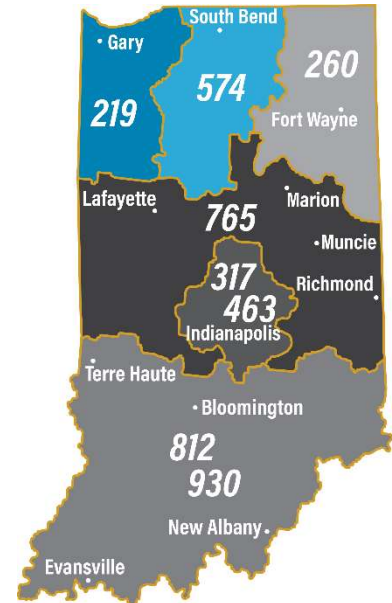 South Bend
Gary
260
574
219
Fort Wayne
Lafayette
Marion
765
Muncie
317
Richmond
463
Indianapolis
Terre Haute
Bloomington
812
930
New Albany
Evansville